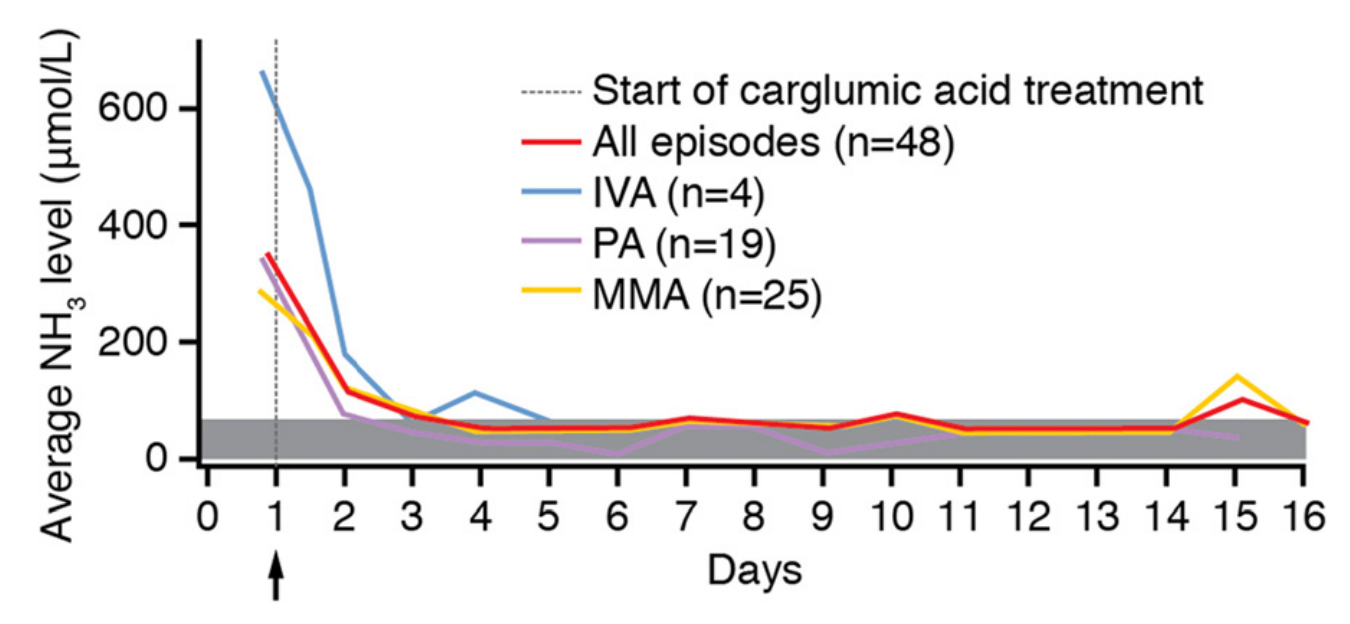 Average NH₃ level (µmol/L)
600
400
200
0
Start of carglumic acid treatment
All episodes (n=48)
IVA (n=4)
PA (n=19)
MMA (n=25)
0 1 2 3 4 5 6 7 8 9 10 11 12 13 14 15 16
Days